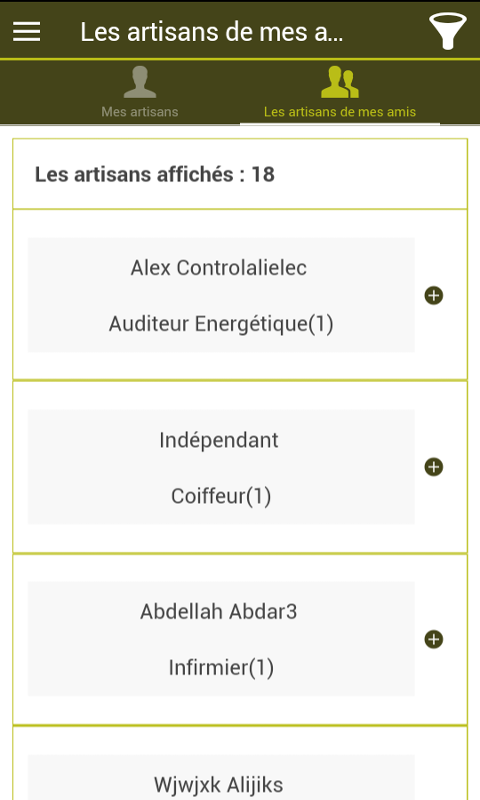 Les artisans de mes a...
Mes artisans
Les artisans de mes amis
Les artisans affichés : 18
Alex Controlalielec
Auditeur Energétique(1)
Indépendant
Coiffeur(1)
Abdellah Abdar3
Infirmier(1)
Wjwjxk Alijiks